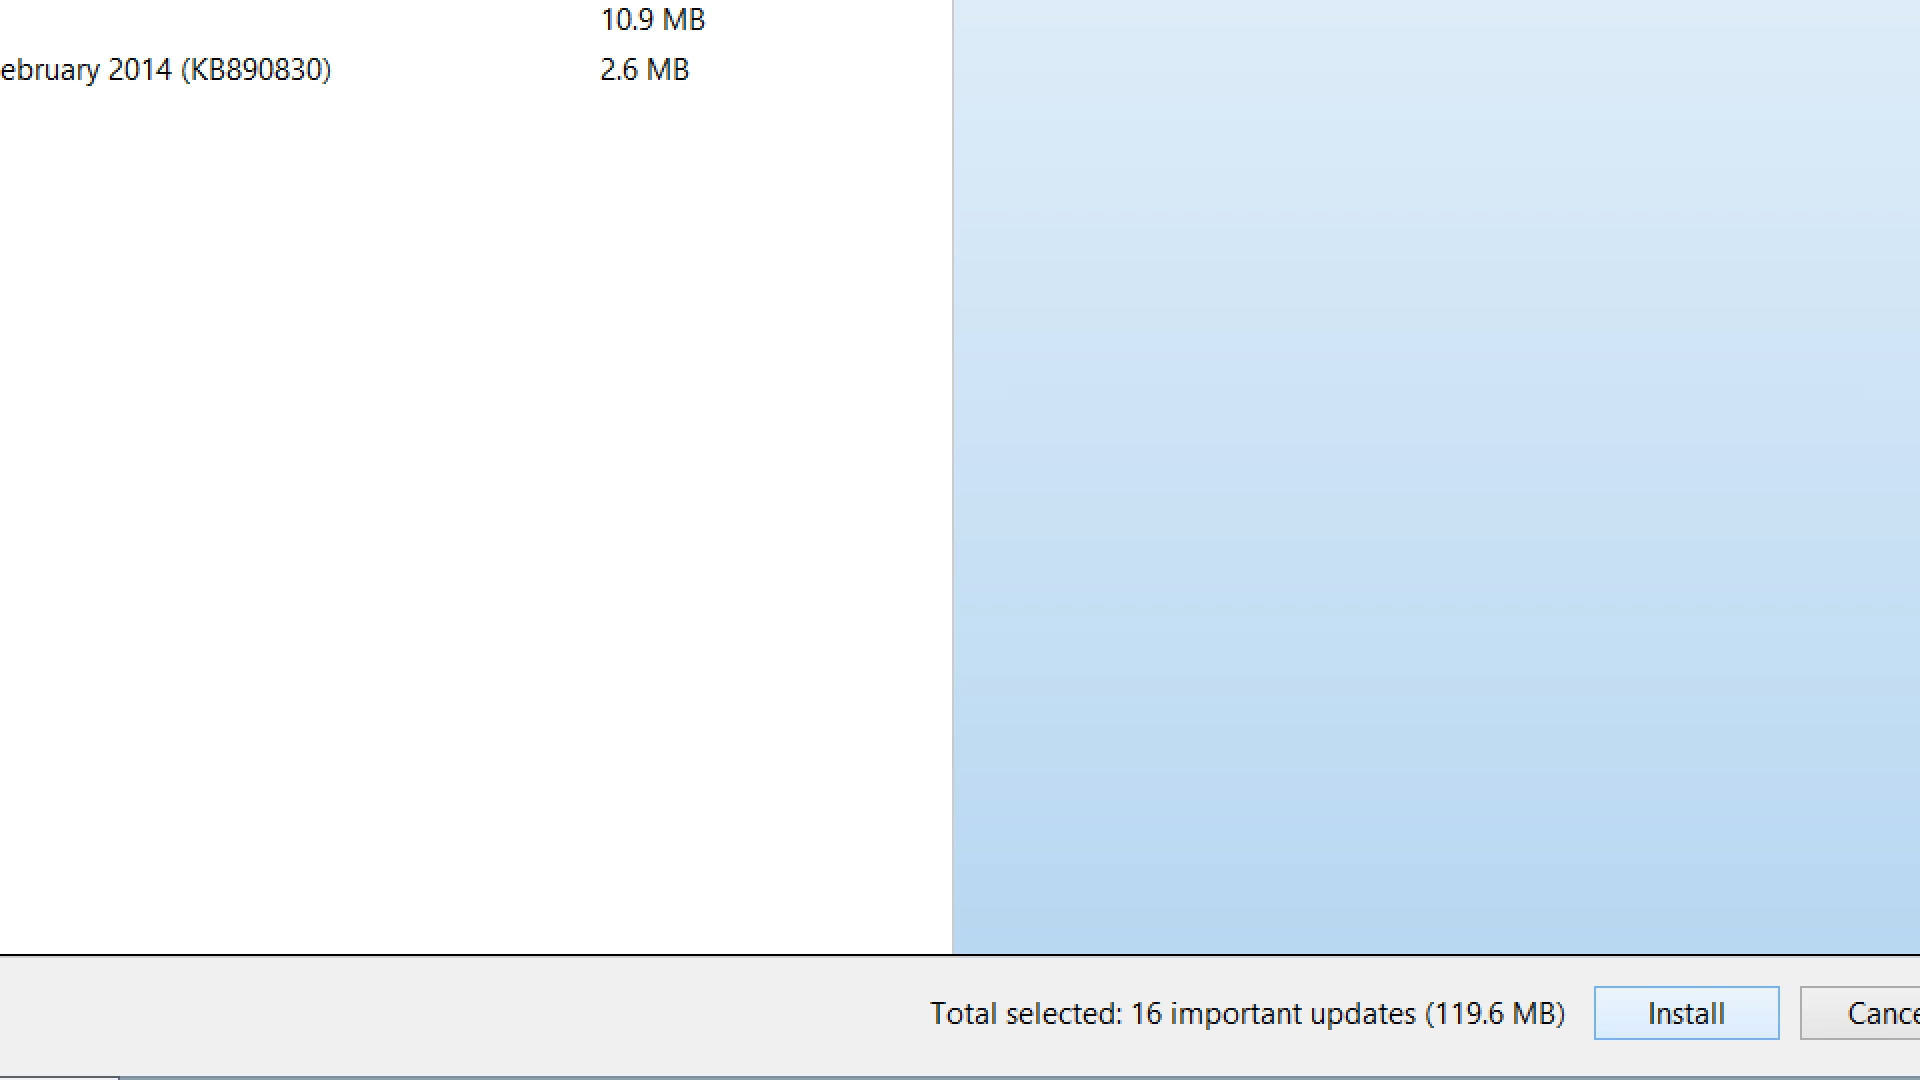 10.9 MB
ebruary 2014 (KB890830) 2.6 MB
Total selected: 16 important updates (119.6 MB) Install Cance